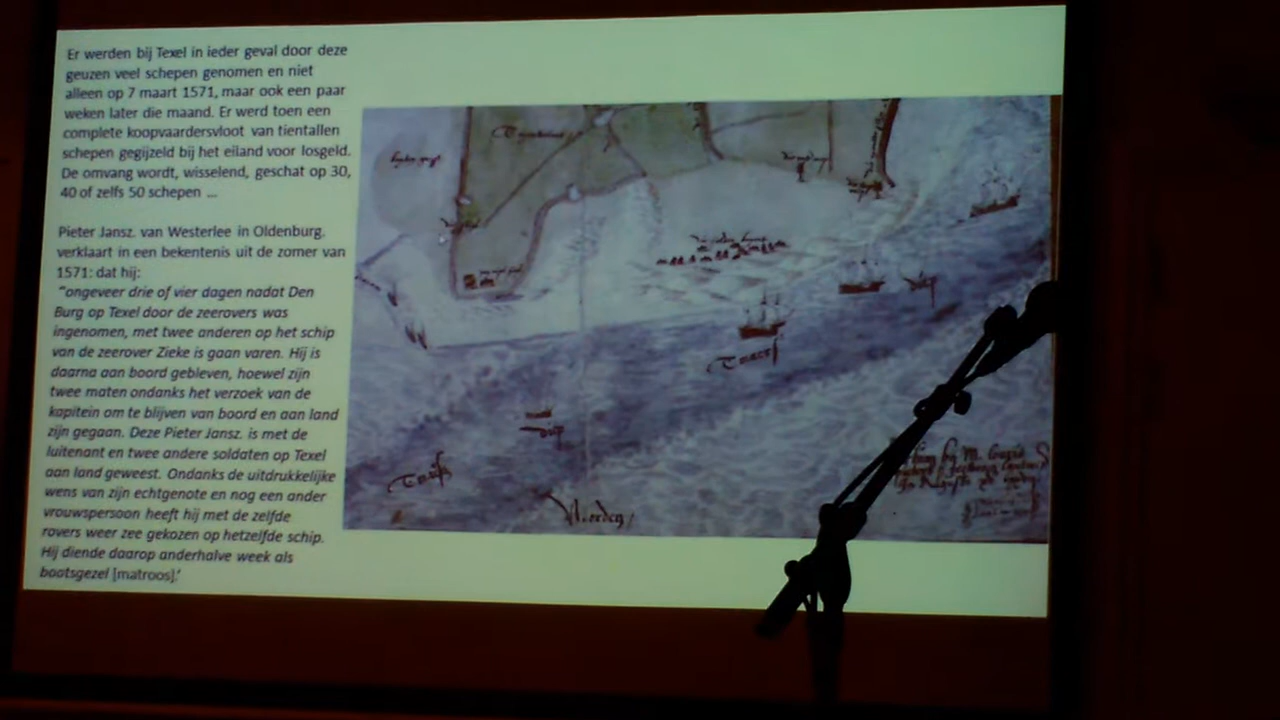 Er werden bij Texel in ieder geval door deze
geuzen veel schepen genomen en niet
alleen op 7 maart 1571, maar ook een paar
weken later die maand. Er werd toen een
complete koopvaardersvloot van tientallen
schepen gegijzeld bij het eiland voor losgeld.
De omvang wordt, wisselend, geschat op 30,
40 of zelfs 50 schepen ...
Pieter Jansz. van Westerlee in Oldenburg.
verklaart in een bekentenis uit de zomer van
1571: dat hij:
“ongeveer drie of vier dagen nadat Den
Burg op Texel door de zeerovers was
ingenomen, met twee anderen op het schip
van de zeerover Zieke is gaan varen. Hij is
daarna aan boord gebleven, hoewel zijn
twee maten ondanks het verzoek van de
kapitein om te blijven van boord en aan land
zijn gegaan. Deze Pieter Jansz. is met de
luitenant en twee andere soldaten op Texel
aan land geweest. Ondanks de uitdrukkelijke
wens van zijn echtgenote en nog een ander
vrouwspersoon heeft hij met de zelfde
rovers weer zee gekozen op hetzelfde schip.
Hij diende daarop anderhalve week als
bootsgezel [matroos].’
Noorden